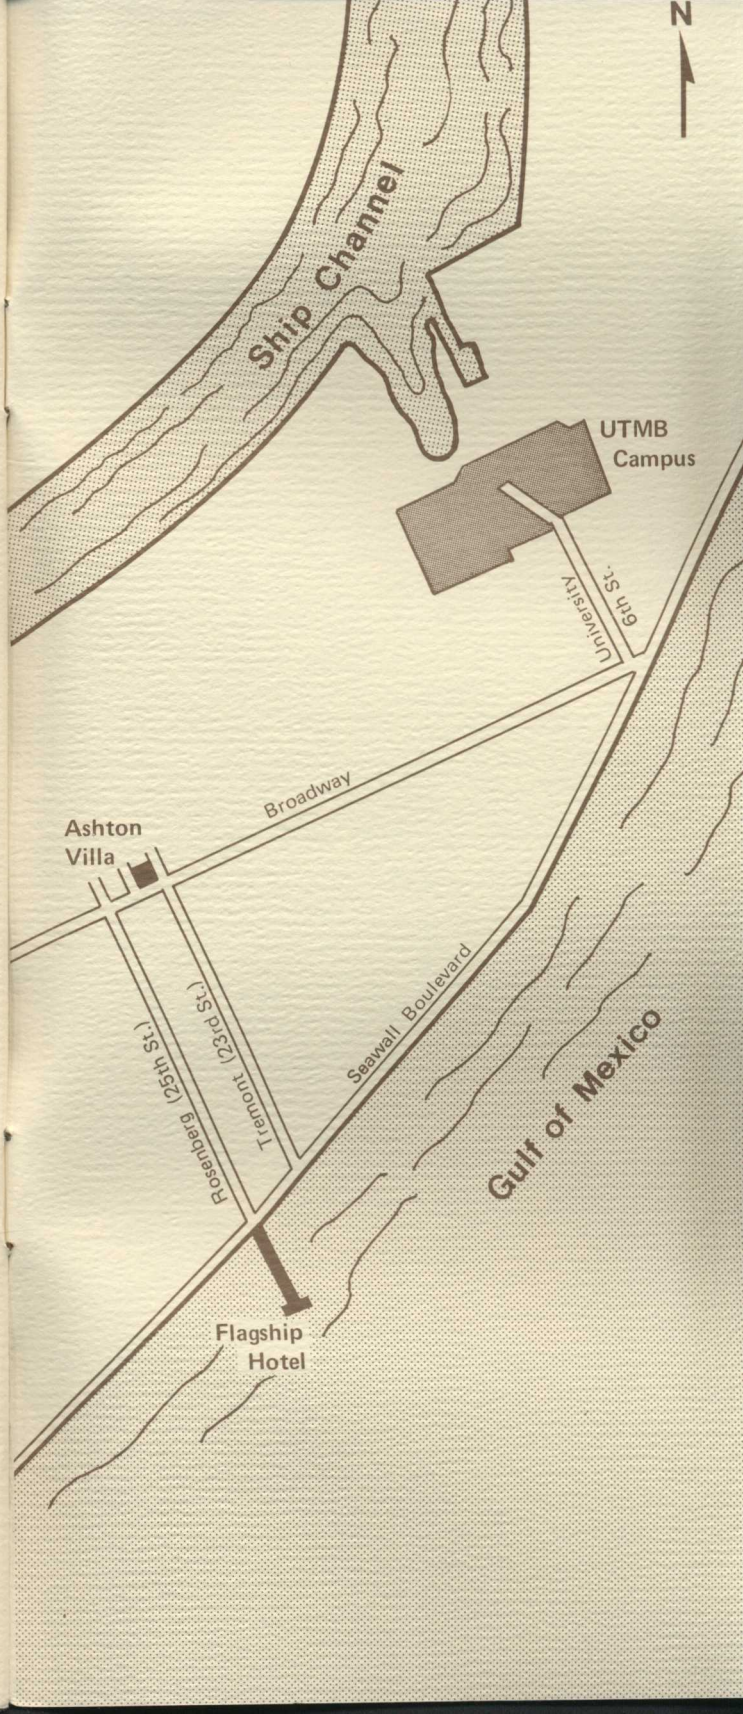 N
Ship Channel
UTMB
Campus
University
6th St.
Broadway
Ashton
Villa
Rosenberg (25th St.)
Tremont (23rd St.)
Seawall Boulevard
Gulf of Mexico
Flagship
Hotel